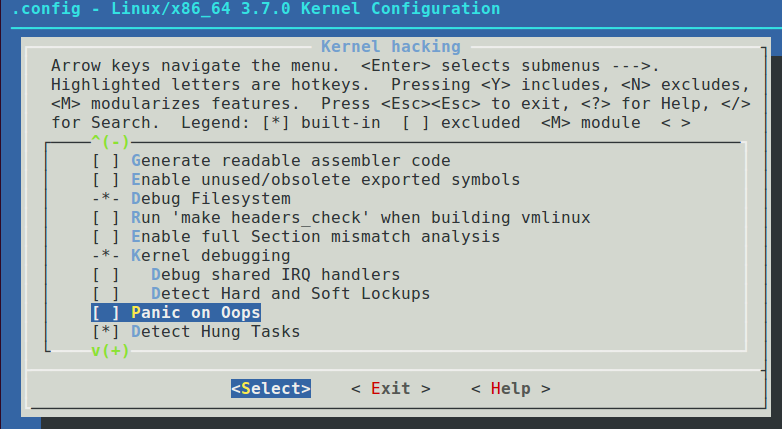 .config - Linux/x86_64 3.7.0 Kernel Configuration
Kernel hacking
Arrow keys navigate the menu.  <Enter> selects submenus --->.
Highlighted letters are hotkeys.  Pressing <Y> includes, <N> excludes,
<M> modularizes features.  Press <Esc><Esc> to exit, <?> for Help, </>
for Search.  Legend: [*] built-in  [ ] excluded  <M> module  < >
^(-)
[ ] Generate readable assembler code
[ ] Enable unused/obsolete exported symbols
-*- Debug Filesystem
[ ] Run 'make headers_check' when building vmlinux
[ ] Enable full Section mismatch analysis
-*- Kernel debugging
[ ]   Debug shared IRQ handlers
[ ]   Detect Hard and Soft Lockups
[ ] Panic on Oops
[*] Detect Hung Tasks
v(+)
<Select>    < Exit >    < Help >